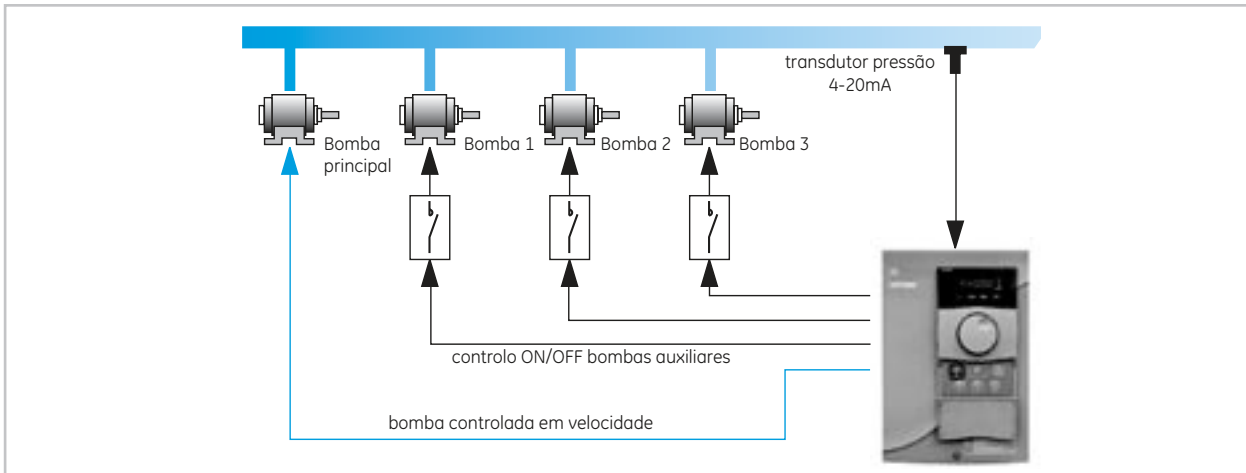 transdutor pressão
4-20mA
Bomba
principal
Bomba 1
Bomba 2
Bomba 3
controlo ON/OFF bombas auxiliares
bomba controlada em velocidade